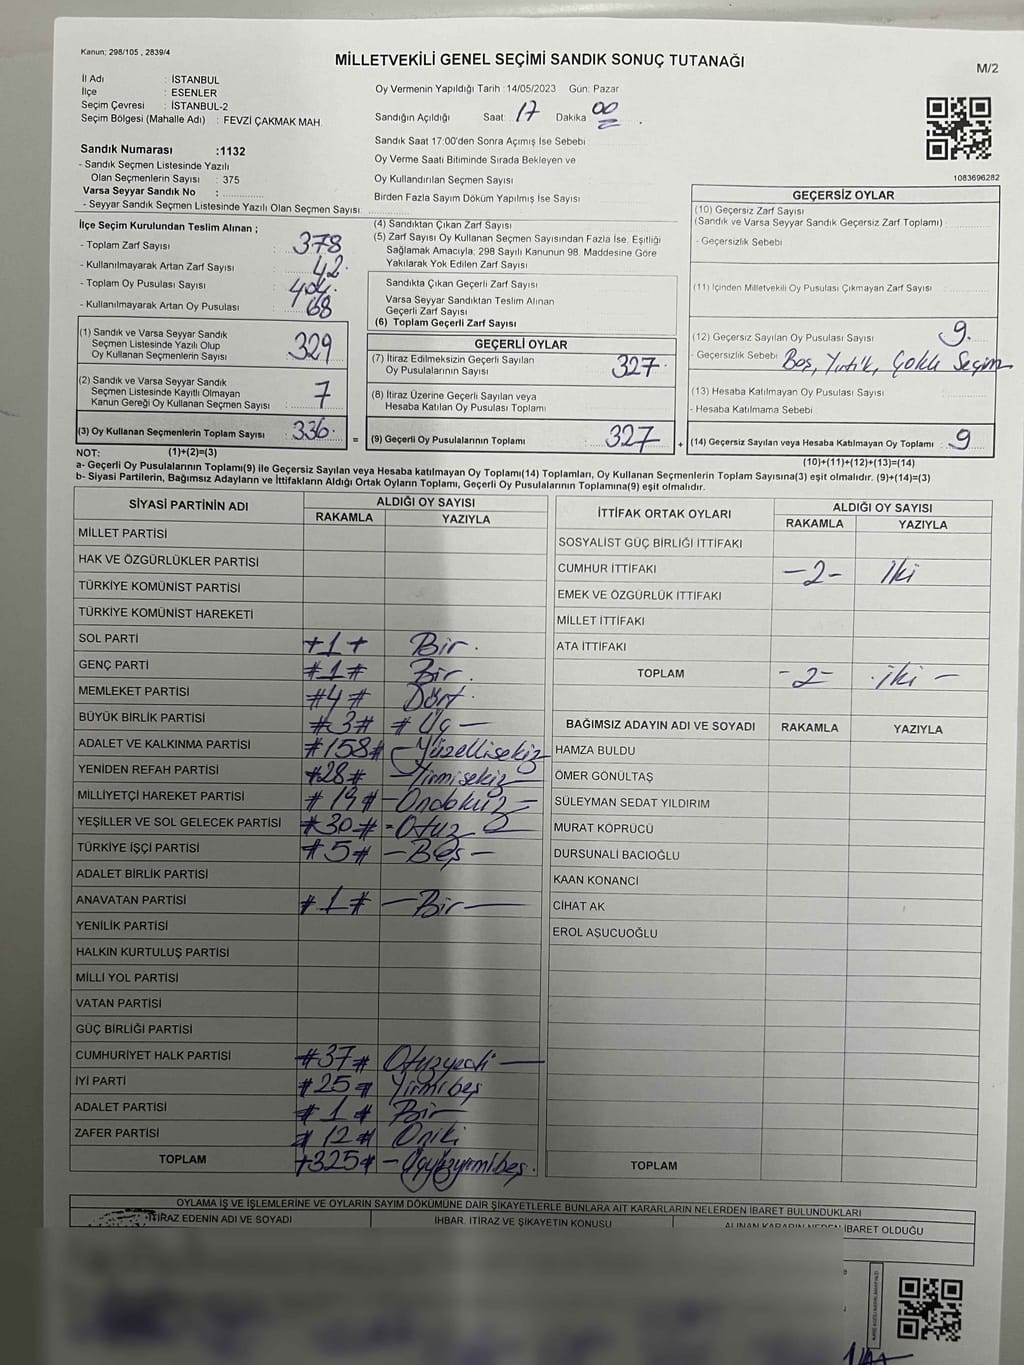 Kanun; 298/105 , 2839/4
MİLLETVEKİLİ GENEL SEÇİMİ SANDIK SONUÇ TUTANAĞI
M/2
İl Adı : İSTANBUL
İlçe : ESENLER
Seçim Çevresi : İSTANBUL-2
Seçim Bölgesi (Mahalle Adı) : FEVZİ ÇAKMAK MAH.
Sandık Numarası :1132
- Sandık Seçmen Listesinde Yazılı
Olan Seçmenlerin Sayısı : 375
Varsa Seyyar Sandık No :
- Seyyar Sandık Seçmen Listesinde Yazılı Olan Seçmen Sayısı:
Oy Vermenin Yapıldığı Tarih :14/05/2023 Gün: Pazar
Sandığın Açıldığı Saat: 17 Dakika 00
Sandık Saat 17:00'den Sonra Açımış İse Sebebi
Oy Verme Saati Bitiminde Sırada Bekleyen ve
Oy Kullandırılan Seçmen Sayısı
Birden Fazla Sayım Döküm Yapılmış İse Sayısı
1083696282
İlçe Seçim Kurulundan Teslim Alınan ;
- Toplam Zarf Sayısı : 378
- Kullanılmayarak Artan Zarf Sayısı : 42
- Toplam Oy Pusulası Sayısı :
- Kullanılmayarak Artan Oy Pusulası : 68
(1) Sandık ve Varsa Seyyar Sandık
Seçmen Listesinde Yazılı Olup
Oy Kullanan Seçmenlerin Sayısı : 329
(2) Sandık ve Varsa Seyyar Sandık
Seçmen Listesinde Kayıtlı Olmayan
Kanun Gereği Oy Kullanan Seçmen Sayısı : 7
(3) Oy Kullanan Seçmenlerin Toplam Sayısı : 336
(4) Sandıktan Çıkan Zarf Sayısı
(5) Zarf Sayısı Oy Kullanan Seçmen Sayısından Fazla İse, Eşitliği
Sağlamak Amacıyla; 298 Sayılı Kanunun 98. Maddesine Göre
Yakılarak Yok Edilen Zarf Sayısı
Sandıkta Çıkan Geçerli Zarf Sayısı
Varsa Seyyar Sandıktan Teslim Alınan
Geçerli Zarf Sayısı
(6) Toplam Geçerli Zarf Sayısı
GEÇERLİ OYLAR
(7) İtiraz Edilmeksizin Geçerli Sayılan
Oy Pusulalarının Sayısı 327
(8) İtiraz Üzerine Geçerli Sayılan veya
Hesaba Katılan Oy Pusulası Toplamı
= (9) Geçerli Oy Pusulalarının Toplamı 327 +
GEÇERSİZ OYLAR
(10) Geçersiz Zarf Sayısı
(Sandık ve Varsa Seyyar Sandık Geçersiz Zarf Toplamı)
- Geçersizlik Sebebi
(11) İçinden Milletvekili Oy Pusulası Çıkmayan Zarf Sayısı
(12) Geçersiz Sayılan Oy Pusulası Sayısı 9
- Geçersizlik Sebebi Boş, Yırtık, Çoklu Seçim
(13) Hesaba Katılmayan Oy Pusulası Sayısı
- Hesaba Katılmama Sebebi
(14) Geçersiz Sayılan veya Hesaba Katılmayan Oy Toplamı : 9
NOT: (1)+(2)=(3)
(10)+(11)+(12)+(13)=(14)
a- Geçerli Oy Pusulalarının Toplamı(9) ile Geçersiz Sayılan veya Hesaba katılmayan Oy Toplamı(14) Toplamları, Oy Kullanan Seçmenlerin Toplam Sayısına(3) eşit olmalıdır. (9)+(14)=(3)
b- Siyasi Partilerin, Bağımsız Adayların ve İttifakların Aldığı Ortak Oyların Toplamı, Geçerli Oy Pusulalarının Toplamına(9) eşit olmalıdır.
SİYASİ PARTİNİN ADI ALDIĞI OY SAYISI
RAKAMLA YAZIYLA
MİLLET PARTİSİ
HAK VE ÖZGÜRLÜKLER PARTİSİ
TÜRKİYE KOMÜNİST PARTİSİ
TÜRKİYE KOMÜNİST HAREKETİ
SOL PARTİ +1+ Bir
GENÇ PARTİ #1# Bir
MEMLEKET PARTİSİ #4# Dört
BÜYÜK BİRLİK PARTİSİ #3# # Üç —
ADALET VE KALKINMA PARTİSİ #158# - Yüzellisekiz
YENİDEN REFAH PARTİSİ #28# - Yirmisekiz
MİLLİYETÇİ HAREKET PARTİSİ #19# - Ondokuz -
YEŞİLLER VE SOL GELECEK PARTİSİ #30# - Otuz
TÜRKİYE İŞÇİ PARTİSİ #5# - Beş -
ADALET BİRLİK PARTİSİ
ANAVATAN PARTİSİ #1# - Bir —
YENİLİK PARTİSİ
HALKIN KURTULUŞ PARTİSİ
MİLLİ YOL PARTİSİ
VATAN PARTİSİ
GÜÇ BİRLİĞİ PARTİSİ
CUMHURİYET HALK PARTİSİ #37# Otuzyedi —
İYİ PARTİ #25# Yirmibeş
ADALET PARTİSİ #1# Bir
ZAFER PARTİSİ #12# Oniki
TOPLAM +325# - Üçyüzyirmibeş.
İTTİFAK ORTAK OYLARI ALDIĞI OY SAYISI
RAKAMLA YAZIYLA
SOSYALİST GÜÇ BİRLİĞİ İTTİFAKI
CUMHUR İTTİFAKI -2- İki
EMEK VE ÖZGÜRLÜK İTTİFAKI
MİLLET İTTİFAKI
ATA İTTİFAKI
TOPLAM -2- İki -
BAĞIMSIZ ADAYIN ADI VE SOYADI RAKAMLA YAZIYLA
HAMZA BULDU
ÖMER GÖNÜLTAŞ
SÜLEYMAN SEDAT YILDIRIM
MURAT KÖPRÜCÜ
DURSUNALİ BACIOĞLU
KAAN KONANCİ
CİHAT AK
EROL AŞUCUOĞLU
TOPLAM
OYLAMA İŞ VE İŞLEMLERİNE VE OYLARIN SAYIM DÖKÜMÜNE DAİR ŞİKAYETLERLE BUNLARA AİT KARARLARIN NELERDEN İBARET BULUNDUKLARI
İTİRAZ EDENİN ADI VE SOYADI İHBAR, İTİRAZ VE ŞİKAYETİN KONUSU ALINAN KARARIN NEDEN İBARET OLDUĞU